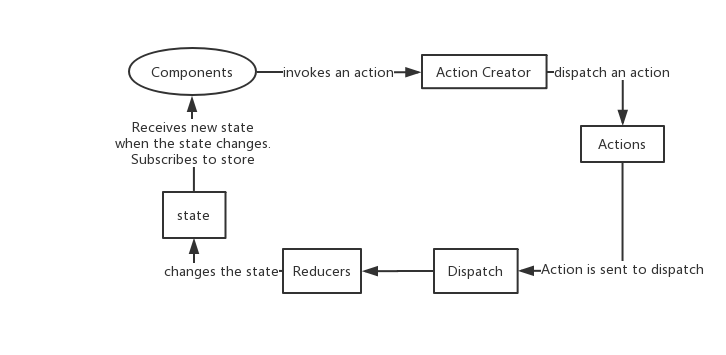 Components
invokes an action
Action Creator
dispatch an action
Actions
Action is sent to dispatch
Dispatch
Reducers
changes the state
state
Receives new state
when the state changes.
Subscribes to store